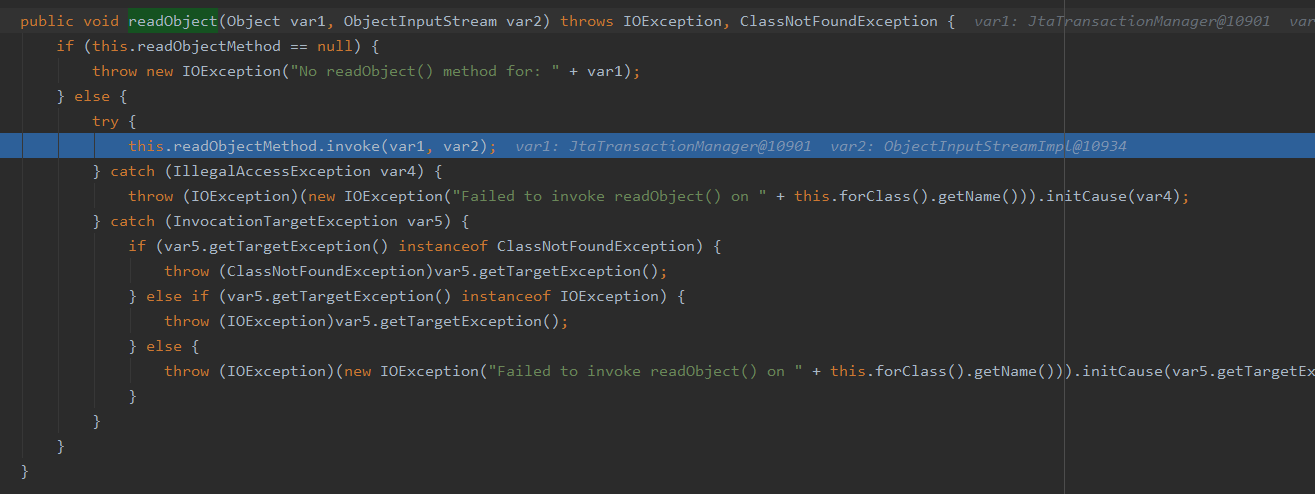 public void readObject(Object var1, ObjectInputStream var2) throws IOException, ClassNotFoundException {  var1: JtaTransactionManager@10901  var
if (this.readObjectMethod == null) {
throw new IOException("No readObject() method for: " + var1);
} else {
try {
this.readObjectMethod.invoke(var1, var2);  var1: JtaTransactionManager@10901  var2: ObjectInputStreamImpl@10934
} catch (IllegalAccessException var4) {
throw (IOException)(new IOException("Failed to invoke readObject() on " + this.forClass().getName())).initCause(var4);
} catch (InvocationTargetException var5) {
if (var5.getTargetException() instanceof ClassNotFoundException) {
throw (ClassNotFoundException)var5.getTargetException();
} else if (var5.getTargetException() instanceof IOException) {
throw (IOException)var5.getTargetException();
} else {
throw (IOException)(new IOException("Failed to invoke readObject() on " + this.forClass().getName())).initCause(var5.getTargetEx
}
}
}
}